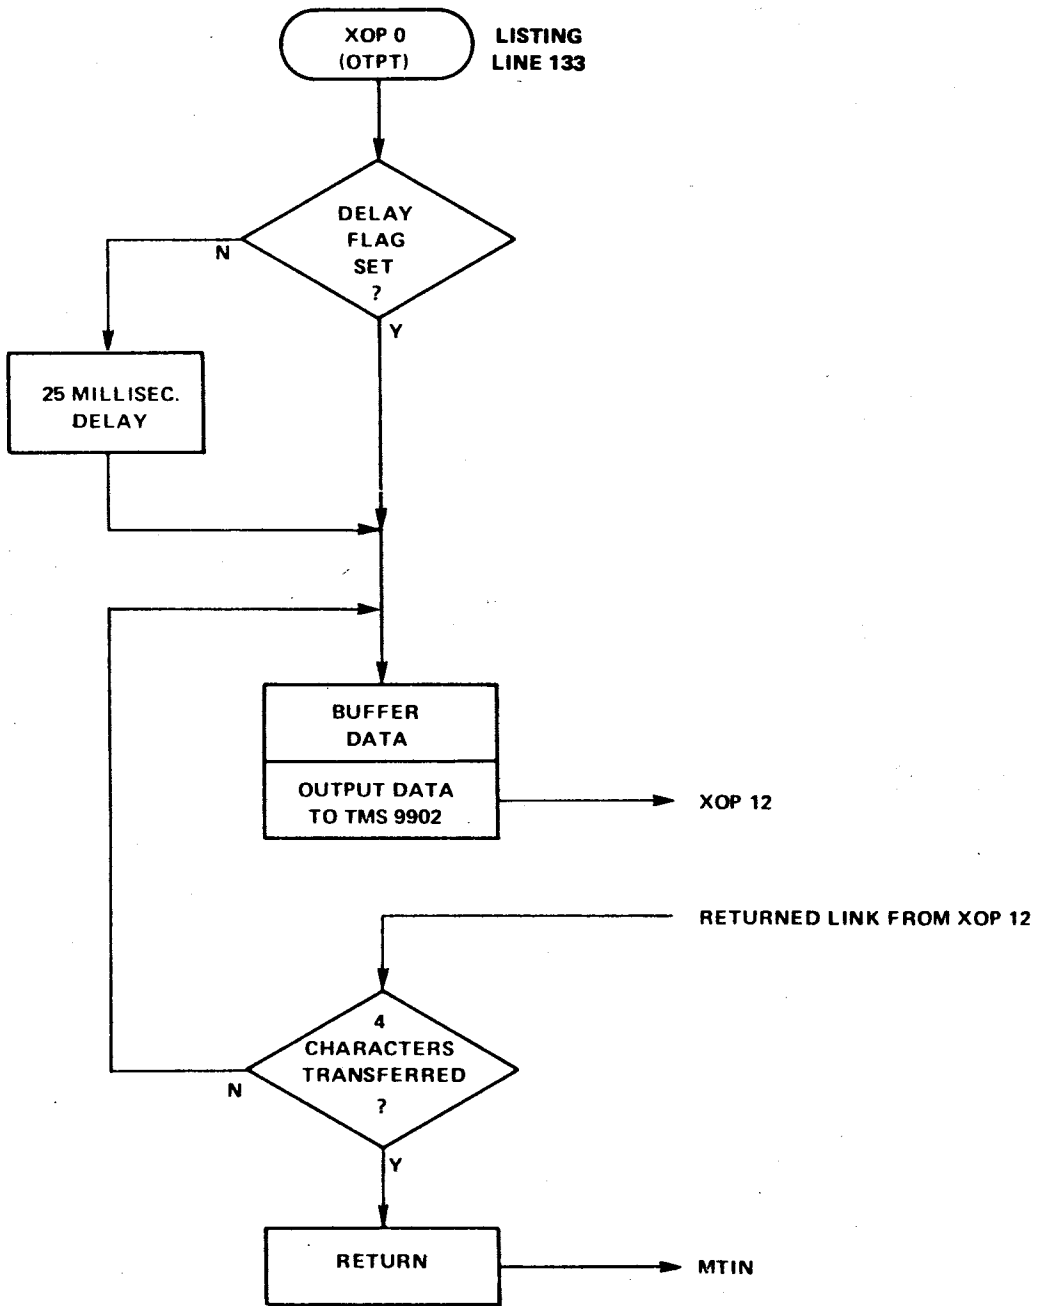 XOP 0
(OTPT)
LISTING
LINE 133
DELAY
FLAG
SET
?
N
Y
25 MILLISEC.
DELAY
BUFFER
DATA
OUTPUT DATA
TO TMS 9902
XOP 12
RETURNED LINK FROM XOP 12
4
CHARACTERS
TRANSFERRED
?
N
Y
RETURN
MTIN